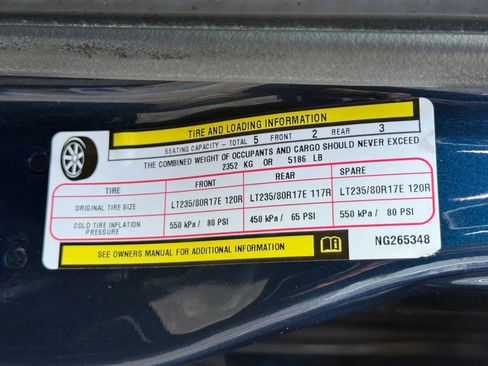 TIRE AND LOADING INFORMATION
SEATING CAPACITY - TOTAL 5 FRONT 2 REAR 3
THE COMBINED WEIGHT OF OCCUPANTS AND CARGO SHOULD NEVER EXCEED
2352 KG OR 5186 LB
TIRE FRONT REAR SPARE
ORIGINAL TIRE SIZE LT235/80R17E 120R LT235/80R17E 117R LT235/80R17E 120R
COLD TIRE INFLATION PRESSURE 550 kPa / 80 PSI 450 kPa / 65 PSI 550 kPa / 80 PSI
SEE OWNERS MANUAL FOR ADDITIONAL INFORMATION NG265348